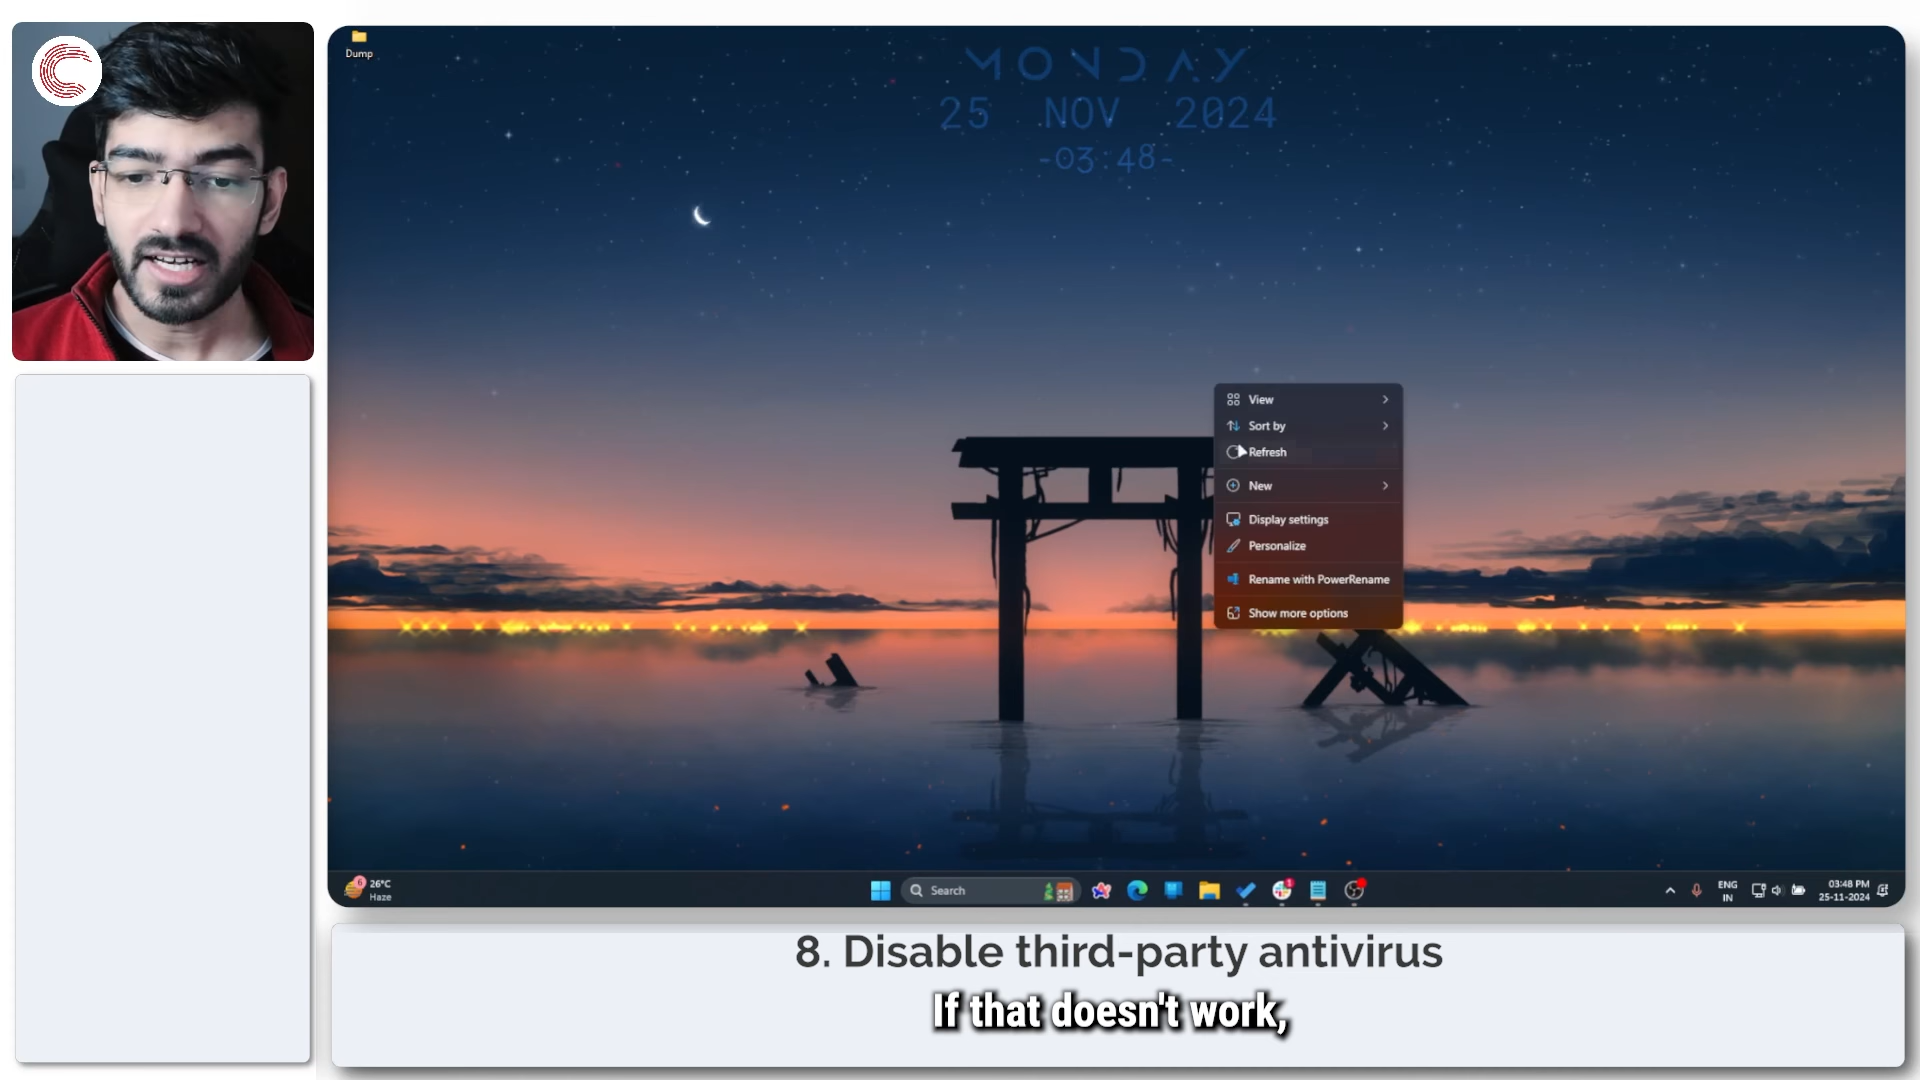 Dump
MONDAY
25 NOV 2024
-03:48-
View
Sort by
Refresh
New
Display settings
Personalize
Rename with PowerRename
Show more options
6
26°C
Haze
Search
1
ENG
IN
03:48 PM
25-11-2024
8. Disable third-party antivirus
If that doesn't work,